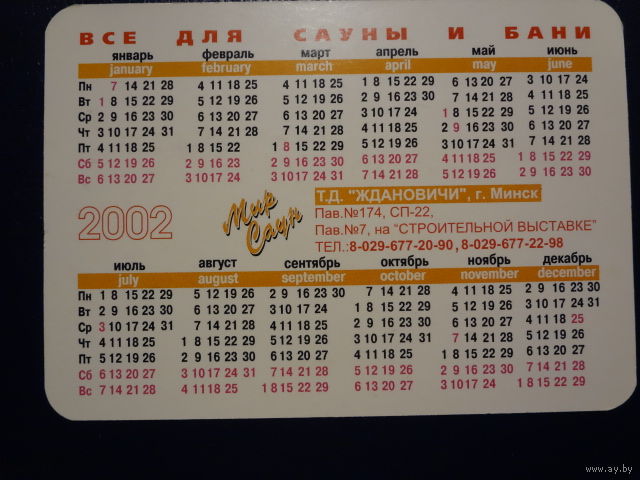 ВСЕ ДЛЯ САУНЫ И БАНИ
январь февраль март апрель май июнь
january february march april may june
Пн 7 14 21 28 4 11 18 25 4 11 18 25 1 8 15 22 29 6 13 20 27 3 10 17 24
Вт 1 8 15 22 29 5 12 19 26 5 12 19 26 2 9 16 23 30 7 14 21 28 4 11 18 25
Ср 2 9 16 23 30 6 13 20 27 6 13 20 27 3 10 17 24 1 8 15 22 29 5 12 19 26
Чт 3 10 17 24 31 7 14 21 28 7 14 21 28 4 11 18 25 2 9 16 23 30 6 13 20 27
Пт 4 11 18 25 1 8 15 22 1 8 15 22 29 5 12 19 26 3 10 17 24 31 7 14 21 28
Сб 5 12 19 26 2 9 16 23 2 9 16 23 30 6 13 20 27 4 11 18 25 1 8 15 22 29
Вс 6 13 20 27 3 10 17 24 3 10 17 24 31 7 14 21 28 5 12 19 26 2 9 16 23 30
2002
Мир Саун
Т.Д. "ЖДАНОВИЧИ", г. Минск
Пав.№174, СП-22,
Пав.№7, на “СТРОИТЕЛЬНОЙ ВЫСТАВКЕ”
ТЕЛ.:8-029-677-20-90, 8-029-677-22-98
июль август сентябрь октябрь ноябрь декабрь
july august september october november december
Пн 1 8 15 22 29 5 12 19 26 2 9 16 23 30 7 14 21 28 4 11 18 25 2 9 16 23 30
Вт 2 9 16 23 30 6 13 20 27 3 10 17 24 1 8 15 22 29 5 12 19 26 3 10 17 24 31
Ср 3 10 17 24 31 7 14 21 28 4 11 18 25 2 9 16 23 30 6 13 20 27 4 11 18 25
Чт 4 11 18 25 1 8 15 22 29 5 12 19 26 3 10 17 24 31 7 14 21 28 5 12 19 26
Пт 5 12 19 26 2 9 16 23 30 6 13 20 27 4 11 18 25 1 8 15 22 29 6 13 20 27
Сб 6 13 20 27 3 10 17 24 31 7 14 21 28 5 12 19 26 2 9 16 23 30 7 14 21 28
Вс 7 14 21 28 4 11 18 25 1 8 15 22 29 6 13 20 27 3 10 17 24 1 8 15 22 29
www.ay.by